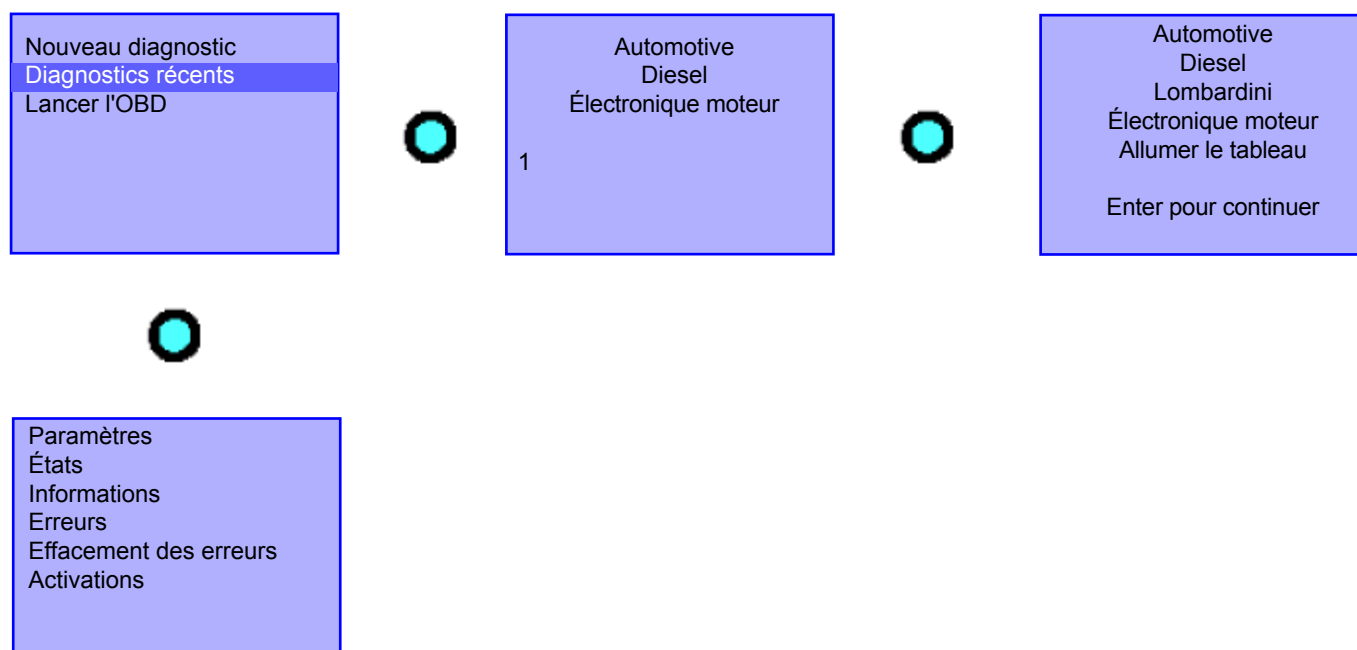 Nouveau diagnostic
Diagnostics récents
Lancer l'OBD
Automotive
Diesel
Électronique moteur
1
Automotive
Diesel
Lombardini
Électronique moteur
Allumer le tableau
Enter pour continuer
Paramètres
États
Informations
Erreurs
Effacement des erreurs
Activations